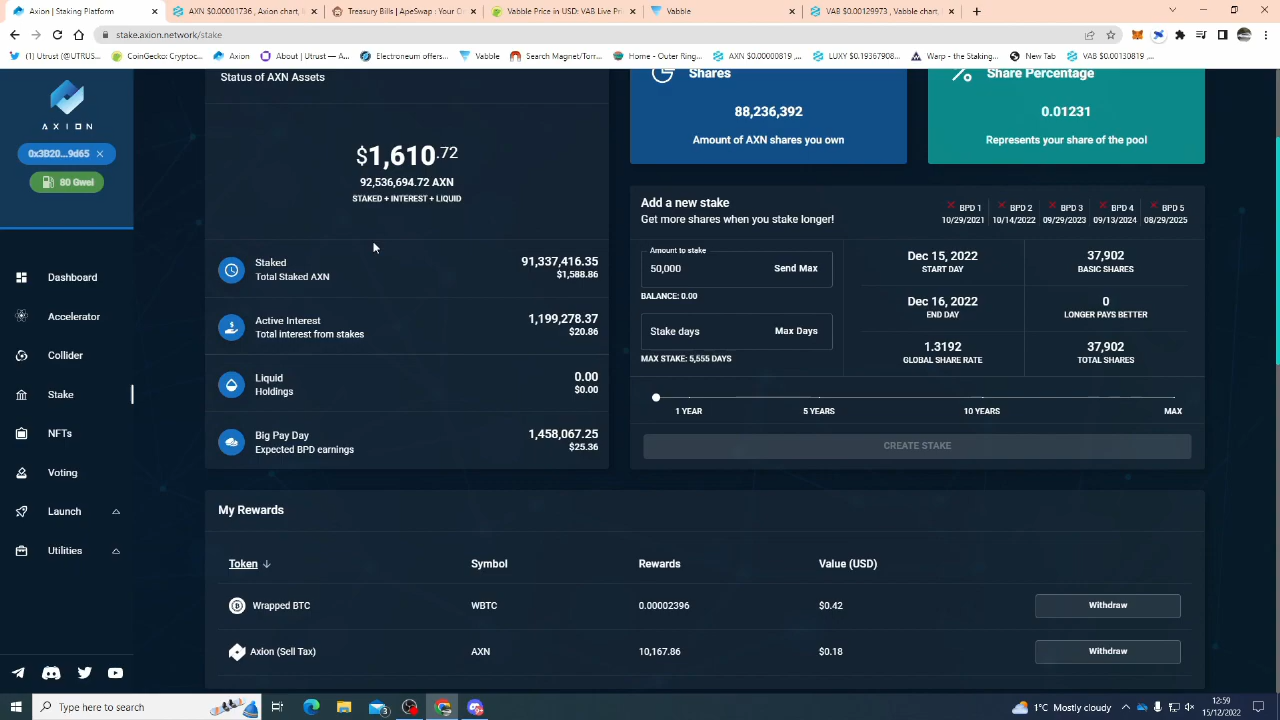 Axion | Staking Platform
AXN $0.00001736, Vabble chart, ...
Treasury Bills | ApeSwap : Your D
Vabble Price in USD: VAB Live Pri
Vabble
VAB $0.00129973, Vabble chart,
stake.axion.network/stake
(1) Utrust (@UTRUS...
CoinGecko: Cryptoc...
Axion
About | Utrust — A...
Electroneum offers...
Vabble
Search Magnet/Torr...
Home - Outer Ring...
AXN $0.00000819 ,...
LUXY $0.19367908...
Warp - the Staking...
New Tab
VAB $0.00130819 ,...
AXION
0x3B20...9d65
80 Gwei
Dashboard
Accelerator
Collider
Stake
NFTs
Voting
Launch
Utilities
Status of AXN Assets
$1,610.72
92,536,694.72 AXN
STAKED + INTEREST + LIQUID
Staked
Total Staked AXN
91,337,416.35
$1,588.86
Active Interest
Total interest from stakes
1,199,278.37
$20.86
Liquid
Holdings
0.00
$0.00
Big Pay Day
Expected BPD earnings
1,458,067.25
$25.36
Shares
88,236,392
Amount of AXN shares you own
Share Percentage
0.01231
Represents your share of the pool
Add a new stake
Get more shares when you stake longer!
BPD 1
10/29/2021
BPD 2
10/14/2022
BPD 3
09/29/2023
BPD 4
09/13/2024
BPD 5
08/29/2025
Amount to stake
50,000
Send Max
BALANCE: 0.00
Stake days
Max Days
MAX STAKE: 5,555 DAYS
Dec 15, 2022
START DAY
37,902
BASIC SHARES
Dec 16, 2022
END DAY
0
LONGER PAYS BETTER
1.3192
GLOBAL SHARE RATE
37,902
TOTAL SHARES
1 YEAR
5 YEARS
10 YEARS
MAX
CREATE STAKE
My Rewards
Token
Symbol
Rewards
Value (USD)
Wrapped BTC
WBTC
0.00002396
$0.42
Withdraw
Axion (Sell Tax)
AXN
10,167.86
$0.18
Withdraw
Type here to search
3
1°C Mostly cloudy
12:59
15/12/2022